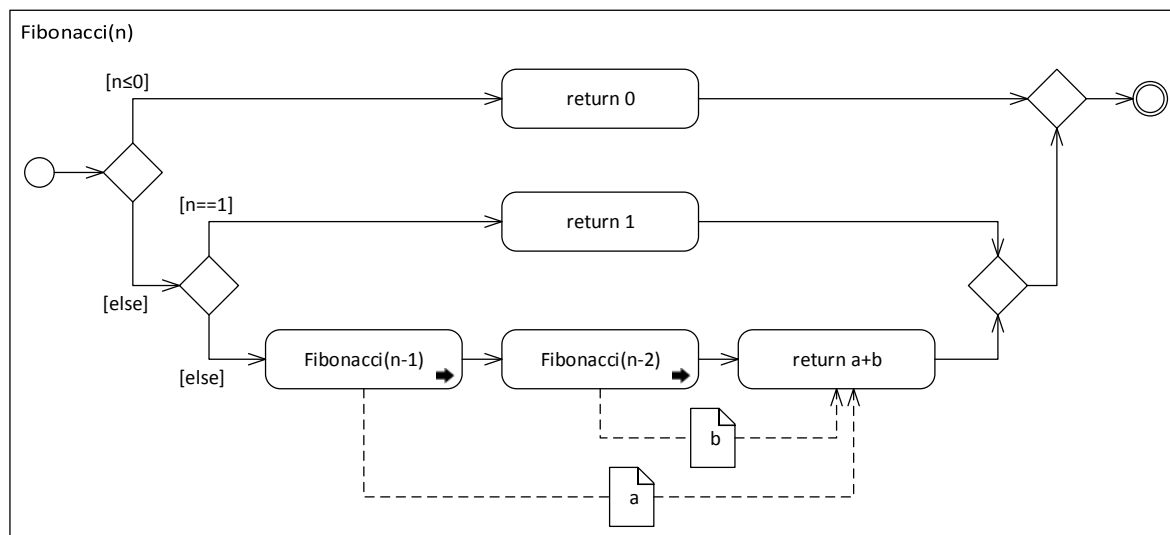 Fibonacci(n)
[n≤0]
return 0
[n==1]
return 1
[else]
[else]
Fibonacci(n-1)
Fibonacci(n-2)
return a+b
b
a